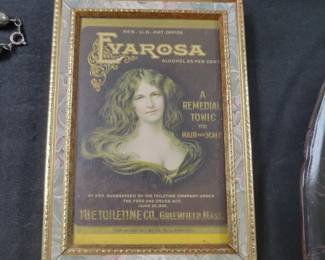 REG. U.S. PAT. OFFICE
EVAROSA
ALCOHOL 25 PER CENT
A
REMEDIAL
TONIC
FOR
HAIR AND SCALP
GUARANTEED BY THE TOILETINE COMPANY UNDER
THE FOOD AND DRUGS ACT,
JUNE 30, 1906.
THE TOILETINE CO., GREENFIELD, MASS.